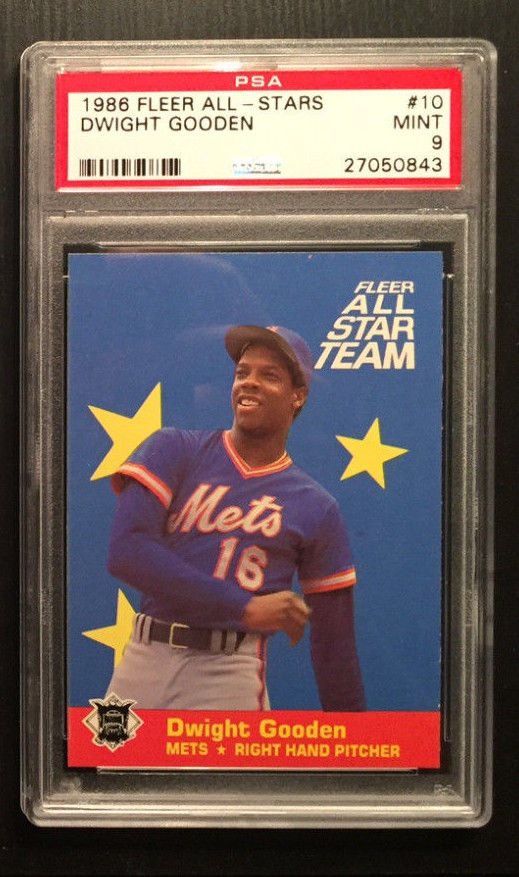 PSA
1986 FLEER ALL-STARS #10
DWIGHT GOODEN MINT
9
27050843
FLEER
ALL
STAR
TEAM
Mets
16
Dwight Gooden
METS ★ RIGHT HAND PITCHER